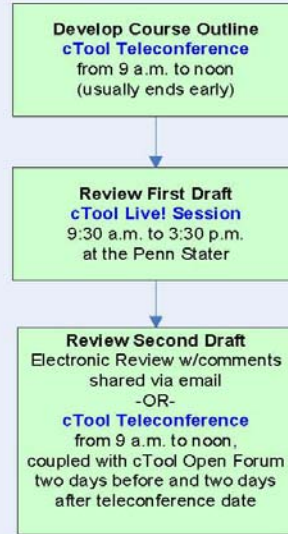 Develop Course Outline
cTool Teleconference
from 9 a.m. to noon
(usually ends early)
Review First Draft
cTool Live! Session
9:30 a.m. to 3:30 p.m.
at the Penn Stater
Review Second Draft
Electronic Review w/comments
shared via email
-OR-
cTool Teleconference
from 9 a.m. to noon,
coupled with cTool Open Forum
two days before and two days
after teleconference date